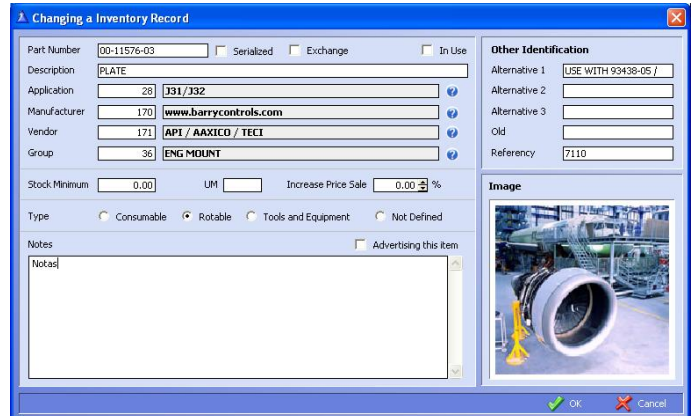 Changing a Inventory Record
Part Number 00-11576-03 Serialized Exchange In Use
Description PLATE
Application 28 J31/J32
Manufacturer 170 www.barrycontrols.com
Vendor 171 API / AAXICO / TECI
Group 36 ENG MOUNT
Stock Minimum 0.00 UM Increase Price Sale 0.00 %
Type Consumable Rotable Tools and Equipment Not Defined
Notes Advertising this item
Notas
Other Identification
Alternative 1 USE WITH 93438-05 /
Alternative 2
Alternative 3
Old
Referency 7110
Image
OK Cancel